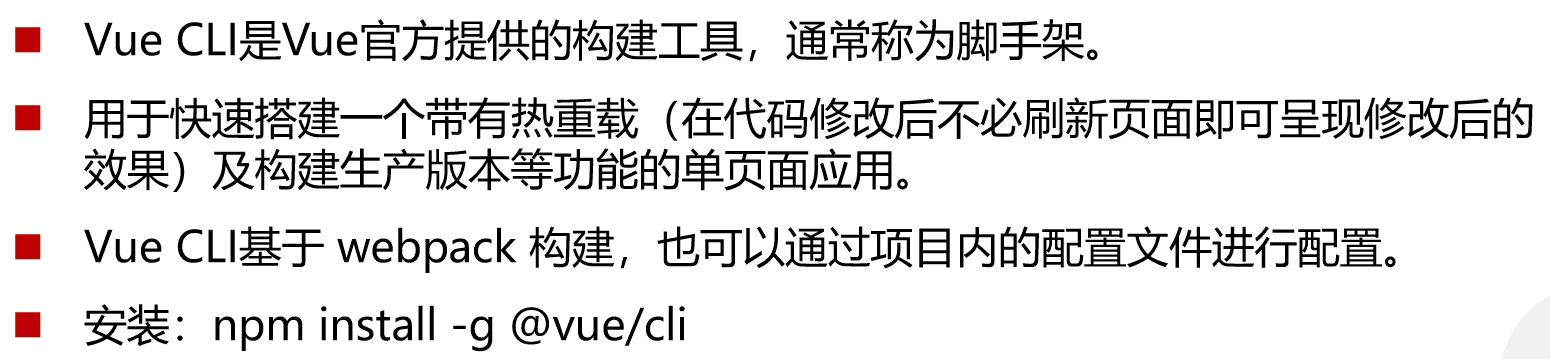 Vue CLI是Vue官方提供的构建工具，通常称为脚手架。
用于快速搭建一个带有热重载（在代码修改后不必刷新页面即可呈现修改后的
效果）及构建生产版本等功能的单页面应用。
Vue CLI基于 webpack 构建，也可以通过项目内的配置文件进行配置。
安装：npm install -g @vue/cli